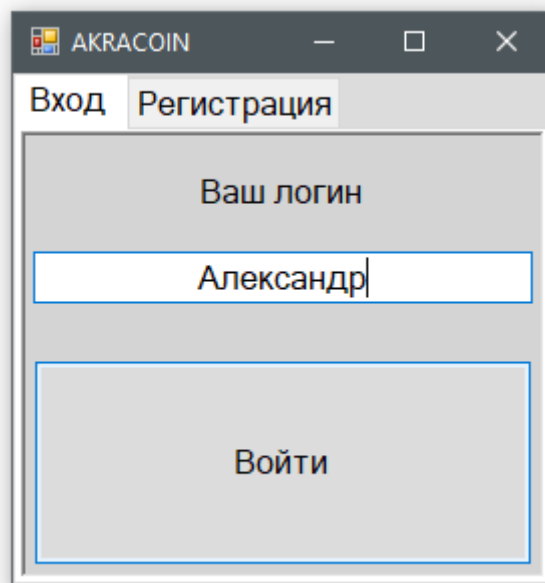 AKRACOIN
Вход Регистрация
Ваш логин
Александр
Войти